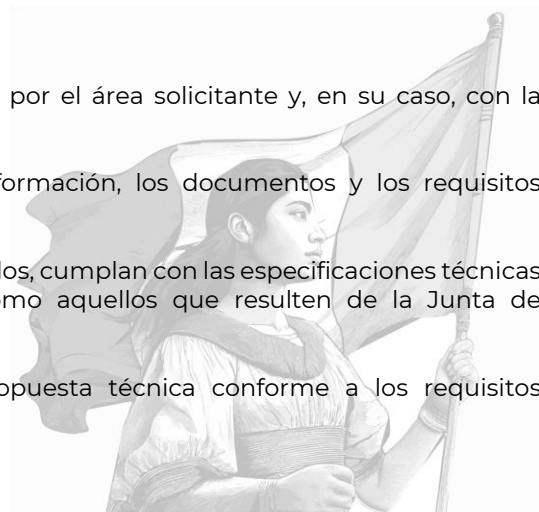 por el área solicitante y, en su caso, con la
formación, los documentos y los requisitos
los, cumplan con las especificaciones técnicas
omo aquellos que resulten de la Junta de
opuesta técnica conforme a los requisitos